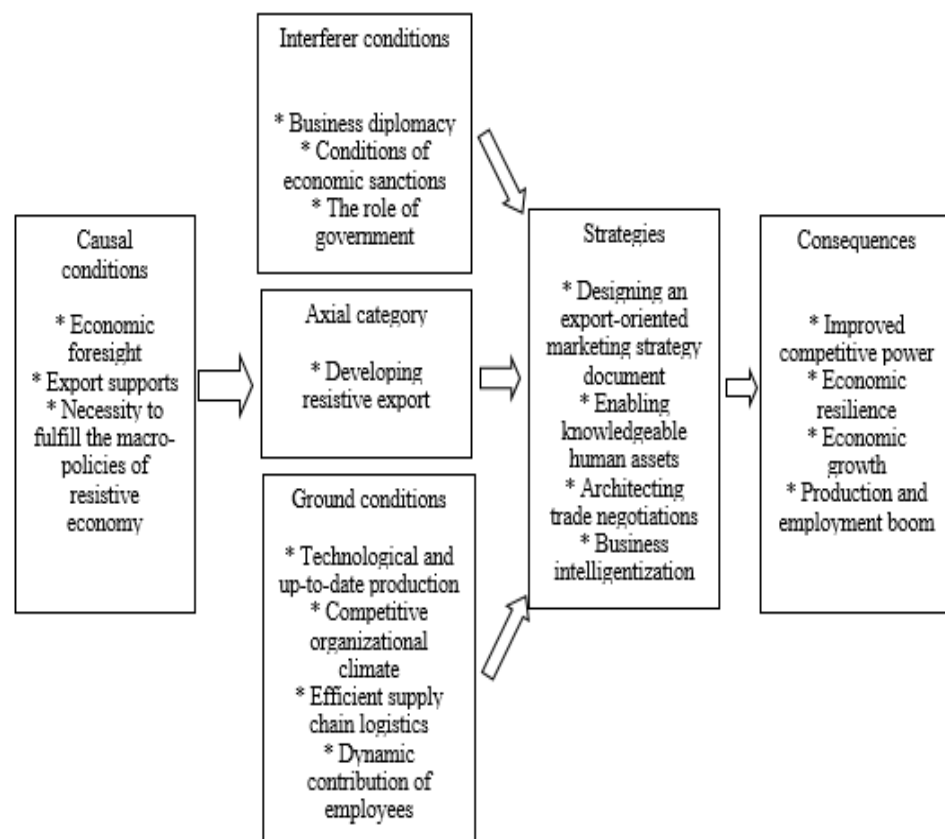 Interferer conditions
* Business diplomacy
* Conditions of
economic sanctions
* The role of
government
Causal
conditions
* Economic
foresight
* Export supports
* Necessity to
fulfill the macro-
policies of
resistive
economy
Axial category
* Developing
resistive export
Ground conditions
* Technological and
up-to-date production
* Competitive
organizational
climate
* Efficient supply
chain logistics
* Dynamic
contribution of
employees
Strategies
* Designing an
export-oriented
marketing strategy
document
* Enabling
knowledgeable
human assets
* Architecting
trade negotiations
* Business
intelligentization
Consequences
* Improved
competitive power
* Economic
resilience
* Economic
growth
* Production and
employment boom